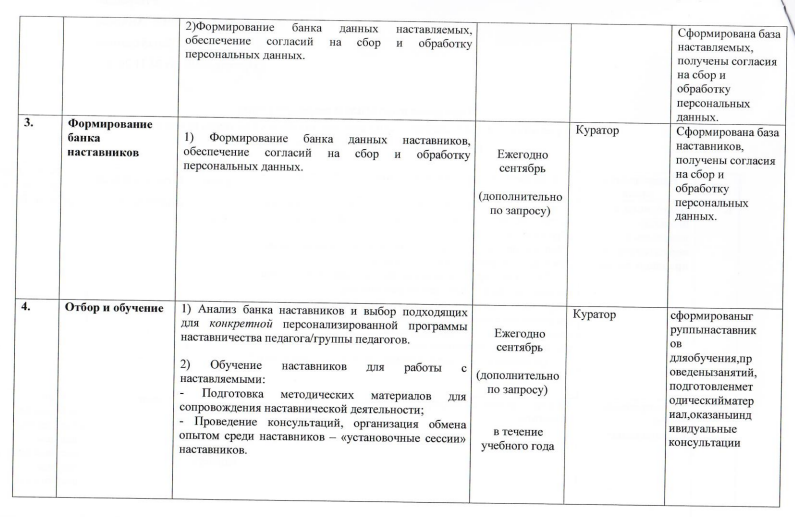 2)Формирование банка данных наставляемых,
обеспечение согласий на сбор и обработку
персональных данных.
Сформирована база
наставляемых,
получены согласия
на сбор и
обработку
персональных
данных.
3.
Формирование
банка
наставников
1) Формирование банка данных наставников,
обеспечение согласий на сбор и обработку
персональных данных.
Ежегодно
сентябрь
(дополнительно
по запросу)
Куратор
Сформирована база
наставников,
получены согласия
на сбор и
обработку
персональных
данных.
4.
Отбор и обучение
1) Анализ банка наставников и выбор подходящих
для конкретной персонализированной программы
наставничества педагога/группы педагогов.
2) Обучение наставников для работы с
наставляемыми:
- Подготовка методических материалов для
сопровождения наставнической деятельности;
- Проведение консультаций, организация обмена
опытом среди наставников – «установочные сессии»
наставников.
Ежегодно
сентябрь
(дополнительно
по запросу)
в течение
учебного года
Куратор
сформированыг
руппынаставник
ов
дляобучения,пр
оведенызанятий,
подготовленмет
одическийматер
иал,оказаныинд
ивидуальные
консультации